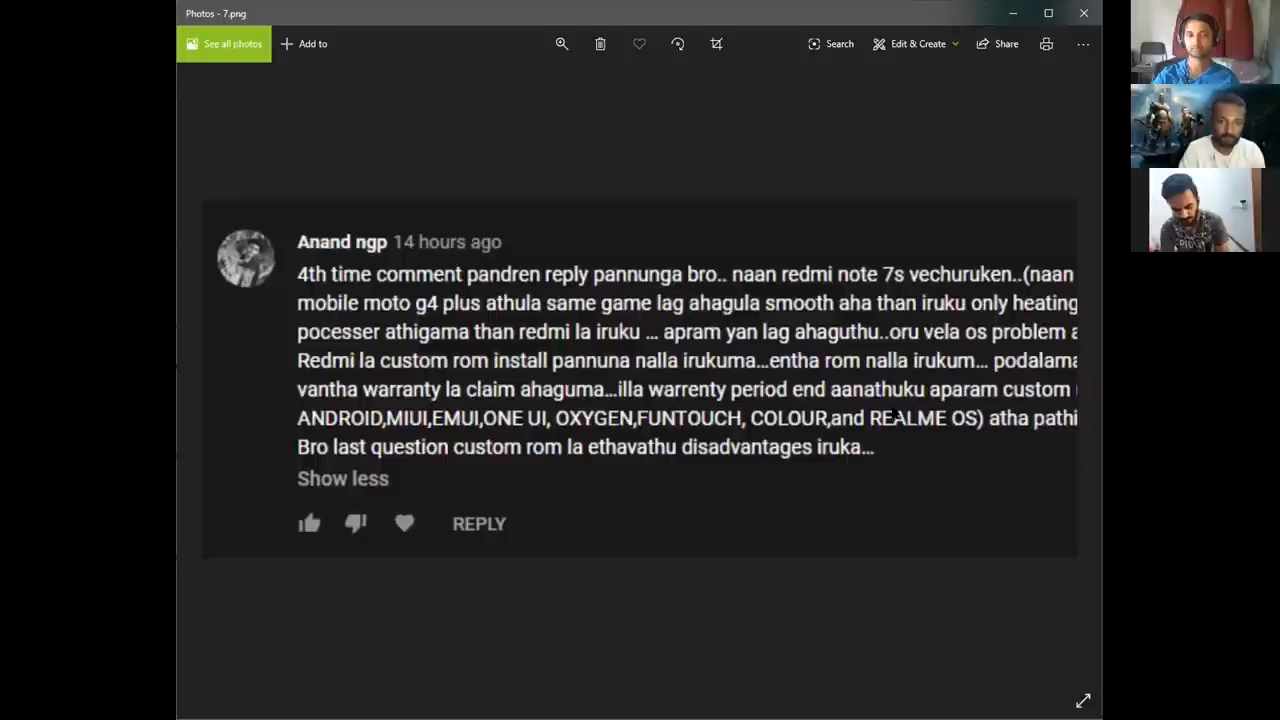 Photos - 7.png
See all photos
Add to
Search
Edit & Create
Share
Anand ngp 14 hours ago
4th time comment pandren reply pannunga bro.. naan redmi note 7s vechuruken..(naan
mobile moto g4 plus athula same game lag ahagula smooth aha than iruku only heating
pocesser athigama than redmi la iruku ... apram yan lag ahaguthu..oru vela os problem a
Redmi la custom rom install pannuna nalla irukuma...entha rom nalla irukum... podalama
vantha warranty la claim ahaguma...illa warrenty period end aanathuku aparam custom
ANDROID,MIUI,EMUI,ONE UI, OXYGEN,FUNTOUCH, COLOUR,and REALME OS) atha pathi
Bro last question custom rom la ethavathu disadvantages iruka...
Show less
REPLY